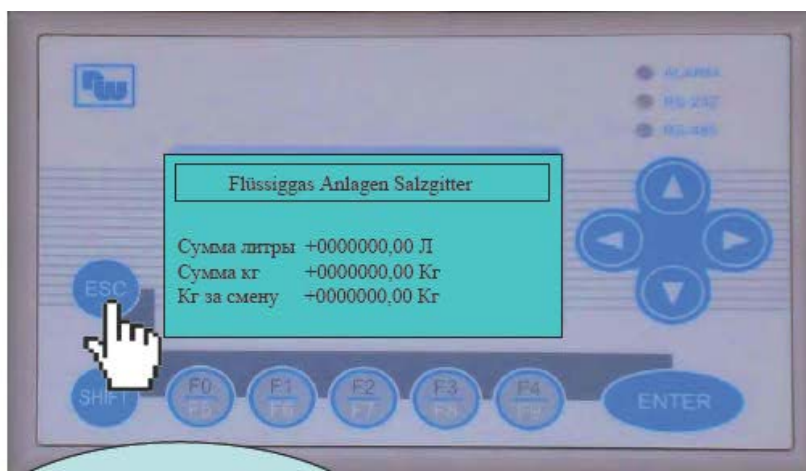 ALARM
RS-232
RS-485
Flüssiggas Anlagen Salzgitter
Сумма литры +0000000,00 Л
Сумма кг +0000000,00 Кг
Кг за смену +0000000,00 Кг
ESC
SHIFT
F0 F1 F2 F3 F4
F5 F6 F7 F8 F9
ENTER